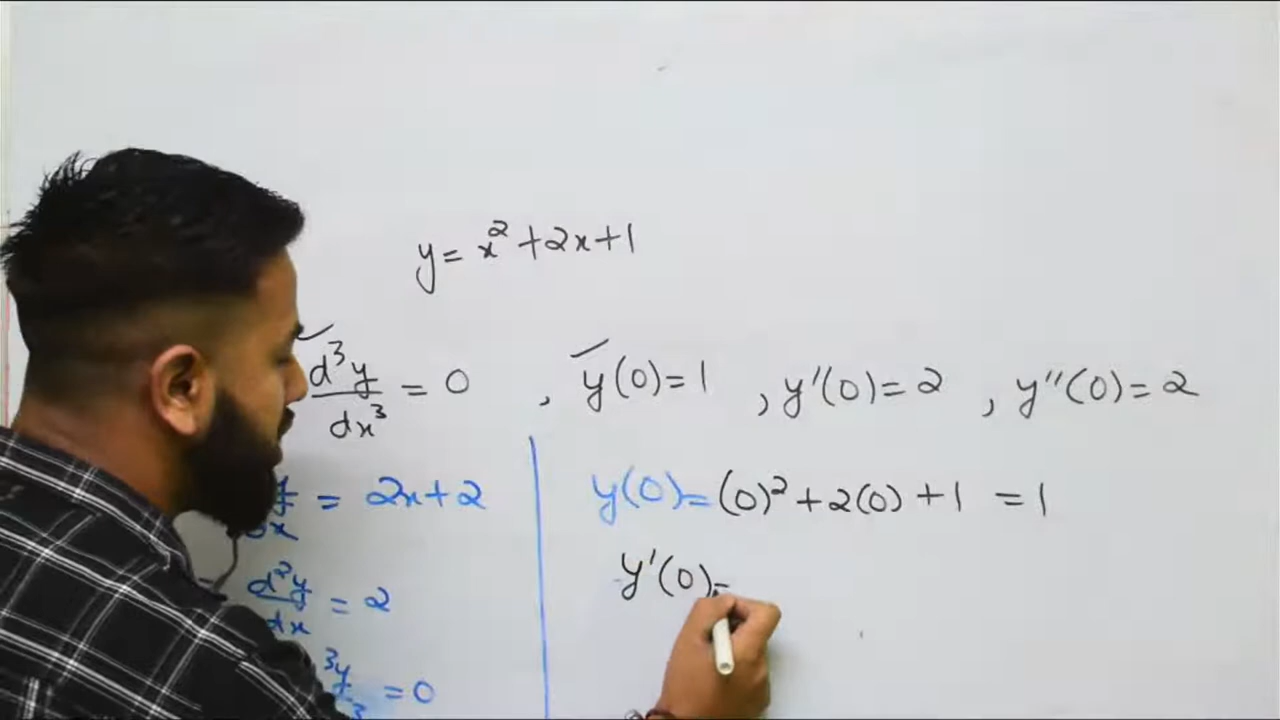 y = x² + 2x + 1
d³y/dx³ = 0 , y(0) = 1 , y'(0) = 2 , y''(0) = 2
= 2x + 2
d²y/dx = 2
= 0
y(0) = (0)² + 2(0) + 1 = 1
y'(0) =